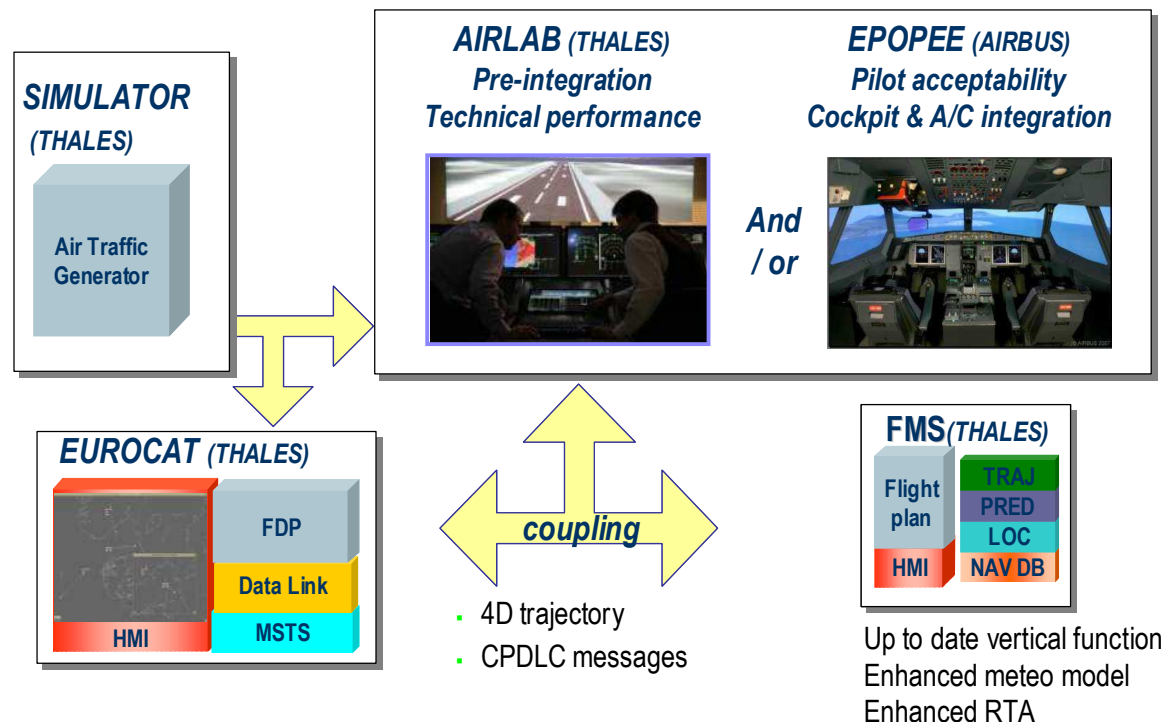 SIMULATOR
(THALES)
Air Traffic
Generator
AIRLAB (THALES)
Pre-integration
Technical performance
EPOPEE (AIRBUS)
Pilot acceptability
Cockpit & A/C integration
And
/ or
© AIRBUS 2007
EUROCAT (THALES)
FDP
Data Link
MSTS
HMI
coupling
4D trajectory
CPDLC messages
FMS(THALES)
Flight
plan
HMI
TRAJ
PRED
LOC
NAV DB
Up to date vertical function
Enhanced meteo model
Enhanced RTA